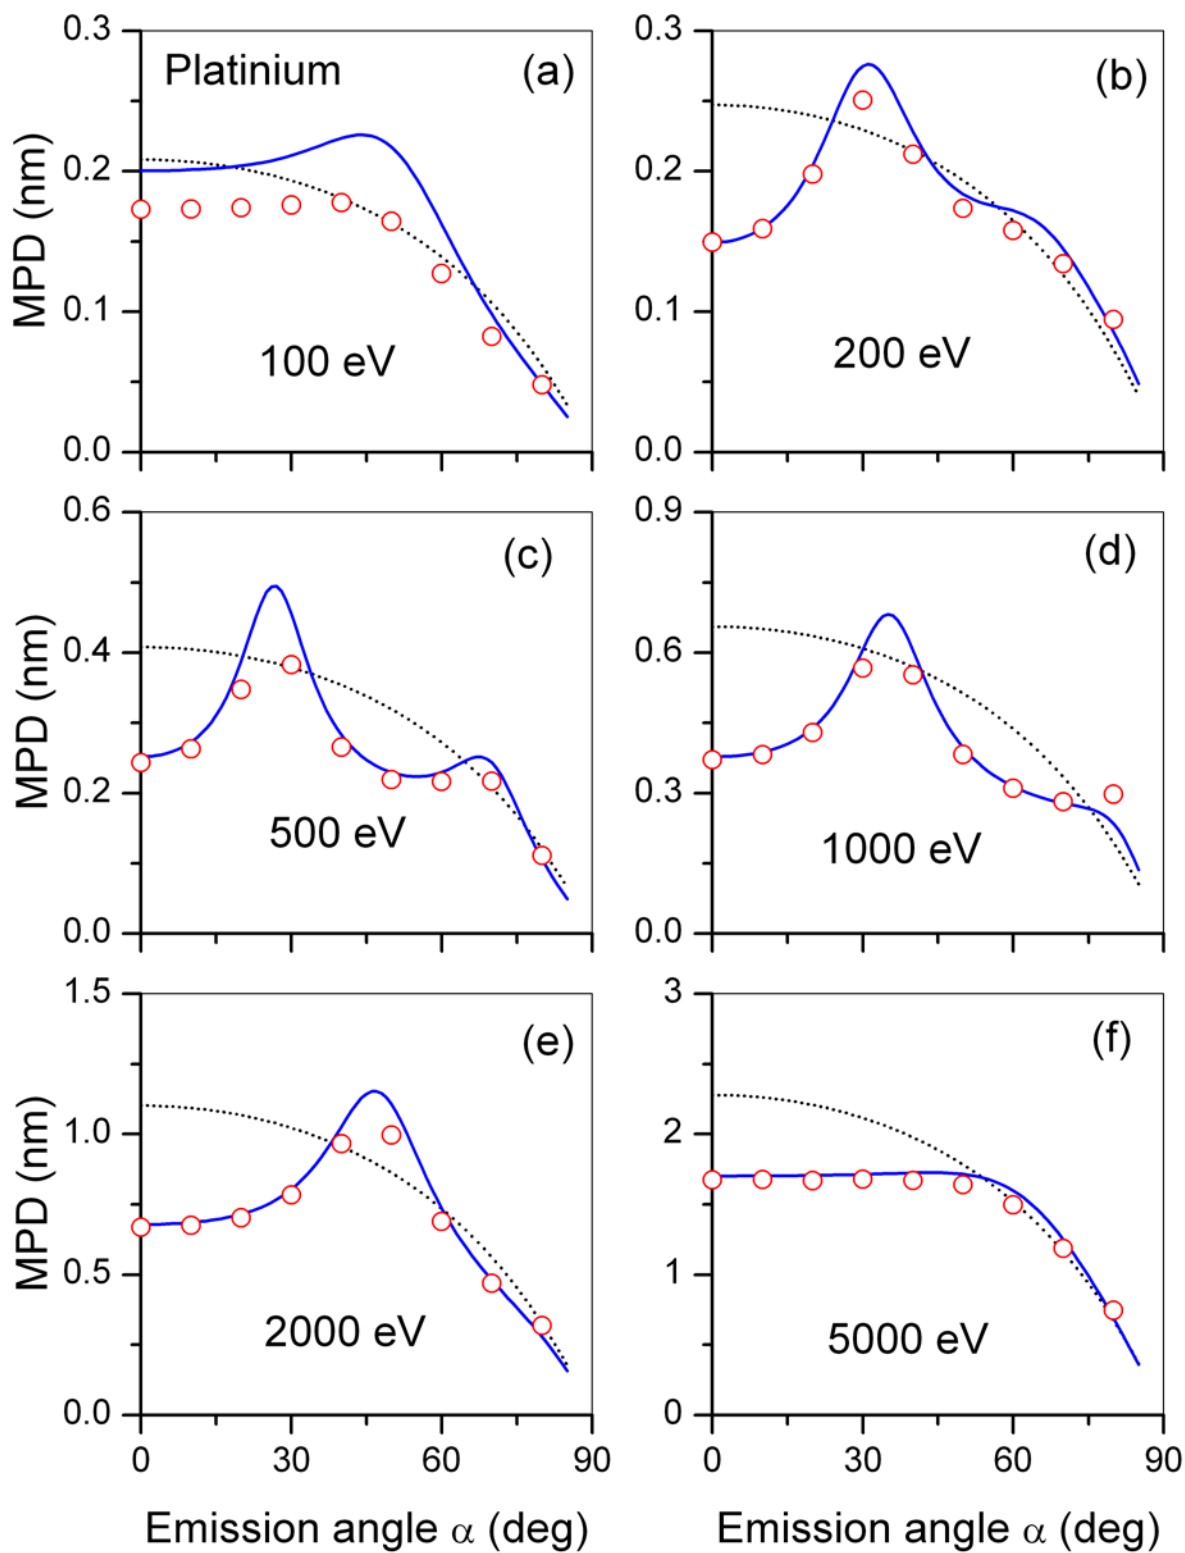 0.3
Platinium
(a)
0.2
0.1
0.0
MPD (nm)
100 eV
0.3
(b)
0.2
0.1
0.0
200 eV
0.6
(c)
0.4
0.2
0.0
MPD (nm)
500 eV
0.9
(d)
0.6
0.3
0.0
1000 eV
1.5
(e)
1.0
0.5
0.0
MPD (nm)
2000 eV
0 30 60 90
Emission angle α (deg)
3
(f)
2
1
0
5000 eV
0 30 60 90
Emission angle α (deg)